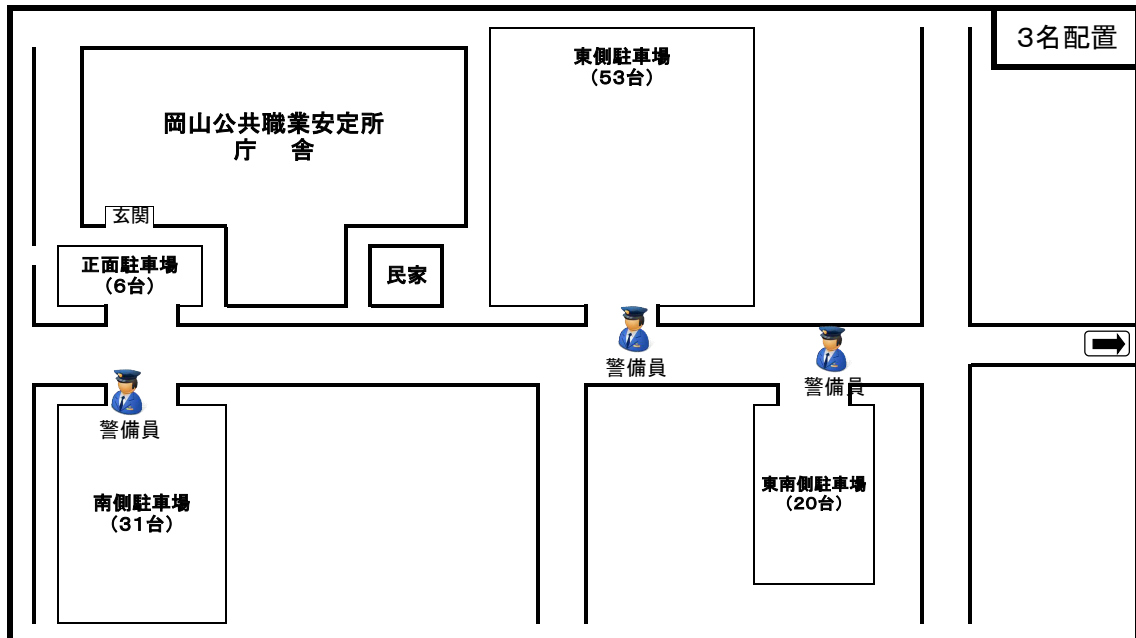 3名配置
東側駐車場
(53台)
岡山公共職業安定所
庁　舎
玄関
正面駐車場
(6台)
民家
警備員
警備員
警備員
南側駐車場
(31台)
東南側駐車場
(20台)